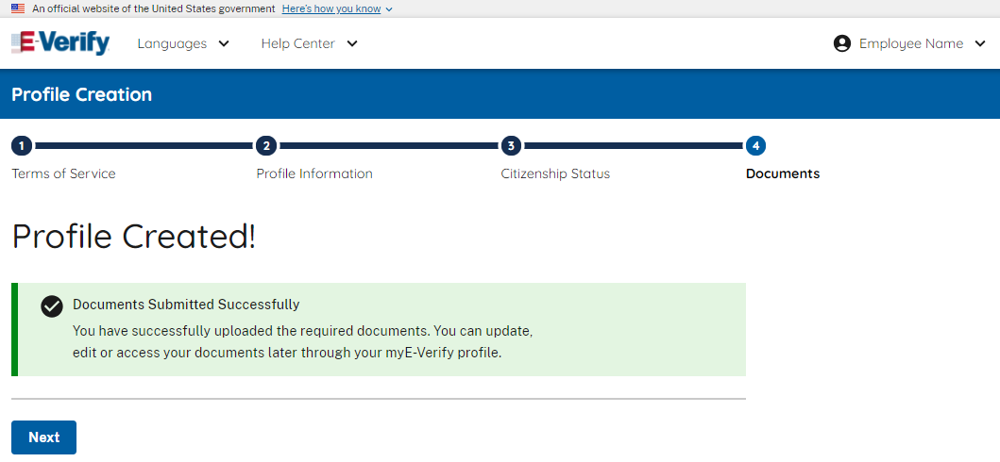 An official website of the United States government Here's how you know
E-Verify Languages Help Center Employee Name
Profile Creation
1 2 3 4
Terms of Service Profile Information Citizenship Status Documents
Profile Created!
Documents Submitted Successfully
You have successfully uploaded the required documents. You can update,
edit or access your documents later through your myE-Verify profile.
Next